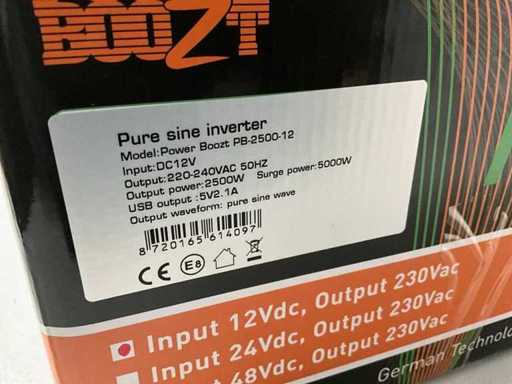 BOOZT
Pure sine inverter
Model:Power Boozt PB-2500-12
Input:DC12V
Output:220-240VAC 50HZ
Output power:2500W Surge power:5000W
USB output :5V2.1A
Output waveform: pure sine wave
8 720165 614097
CE E8
Input 12Vdc, Output 230Vac
Input 24Vdc, Output 230Vac
48Vdc, Output 230Vac
German